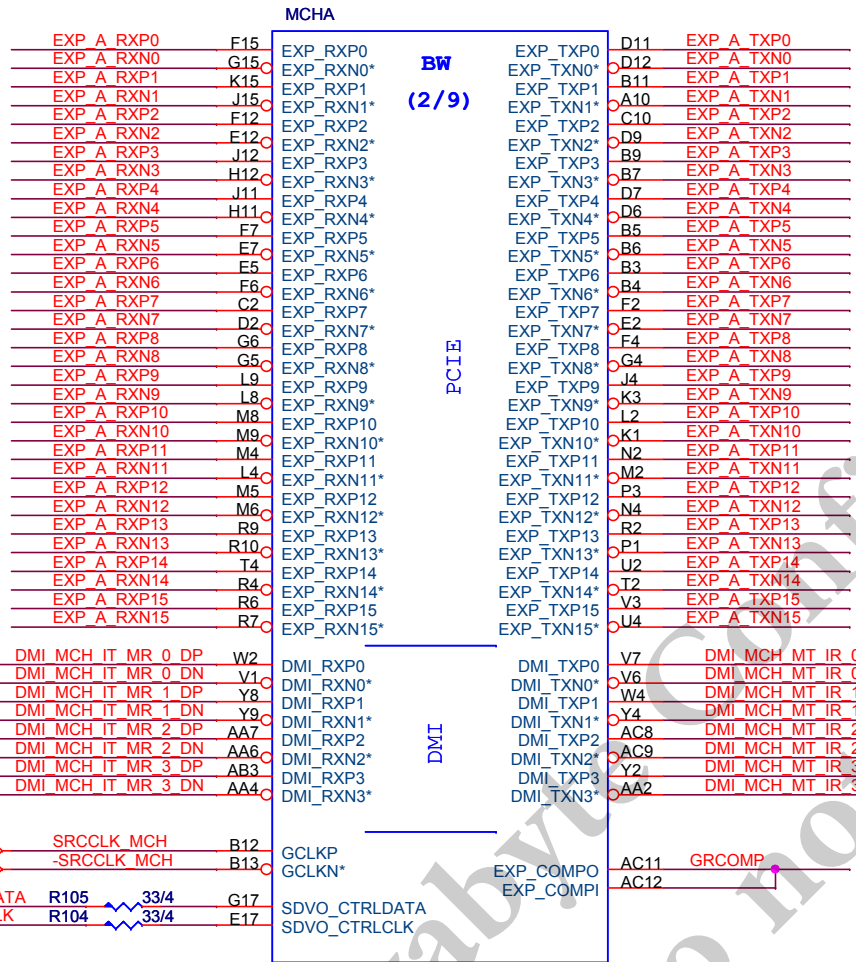 MCHA
BW
(2/9)
EXP_A_RXP0 F15 EXP_RXP0 EXP_TXP0 D11 EXP_A_TXP0
EXP_A_RXN0 G15 EXP_RXN0* EXP_TXN0* D12 EXP_A_TXN0
EXP_A_RXP1 K15 EXP_RXP1 EXP_TXP1 B11 EXP_A_TXP1
EXP_A_RXN1 J15 EXP_RXN1* EXP_TXN1* A10 EXP_A_TXN1
EXP_A_RXP2 F12 EXP_RXP2 EXP_TXP2 C10 EXP_A_TXP2
EXP_A_RXN2 E12 EXP_RXN2* EXP_TXN2* D9 EXP_A_TXN2
EXP_A_RXP3 J12 EXP_RXP3 EXP_TXP3 B9 EXP_A_TXP3
EXP_A_RXN3 H12 EXP_RXN3* EXP_TXN3* B7 EXP_A_TXN3
EXP_A_RXP4 J11 EXP_RXP4 EXP_TXP4 D7 EXP_A_TXP4
EXP_A_RXN4 H11 EXP_RXN4* EXP_TXN4* D6 EXP_A_TXN4
EXP_A_RXP5 F7 EXP_RXP5 EXP_TXP5 B5 EXP_A_TXP5
EXP_A_RXN5 E7 EXP_RXN5* EXP_TXN5* B6 EXP_A_TXN5
EXP_A_RXP6 E5 EXP_RXP6 EXP_TXP6 B3 EXP_A_TXP6
EXP_A_RXN6 F6 EXP_RXN6* EXP_TXN6* B4 EXP_A_TXN6
EXP_A_RXP7 C2 EXP_RXP7 EXP_TXP7 F2 EXP_A_TXP7
EXP_A_RXN7 D2 EXP_RXN7* EXP_TXN7* E2 EXP_A_TXN7
EXP_A_RXP8 G6 EXP_RXP8 EXP_TXP8 F4 EXP_A_TXP8
EXP_A_RXN8 G5 EXP_RXN8* EXP_TXN8* G4 EXP_A_TXN8
EXP_A_RXP9 L9 EXP_RXP9 EXP_TXP9 J4 EXP_A_TXP9
EXP_A_RXN9 L8 EXP_RXN9* EXP_TXN9* K3 EXP_A_TXN9
EXP_A_RXP10 M8 EXP_RXP10 EXP_TXP10 L2 EXP_A_TXP10
EXP_A_RXN10 M9 EXP_RXN10* EXP_TXN10* K1 EXP_A_TXN10
EXP_A_RXP11 M4 EXP_RXP11 EXP_TXP11 N2 EXP_A_TXP11
EXP_A_RXN11 L4 EXP_RXN11* EXP_TXN11* M2 EXP_A_TXN11
EXP_A_RXP12 M5 EXP_RXP12 EXP_TXP12 P3 EXP_A_TXP12
EXP_A_RXN12 M6 EXP_RXN12* EXP_TXN12* N4 EXP_A_TXN12
EXP_A_RXP13 R9 EXP_RXP13 EXP_TXP13 R2 EXP_A_TXP13
EXP_A_RXN13 R10 EXP_RXN13* EXP_TXN13* P1 EXP_A_TXN13
EXP_A_RXP14 T4 EXP_RXP14 EXP_TXP14 U2 EXP_A_TXP14
EXP_A_RXN14 R4 EXP_RXN14* EXP_TXN14* T2 EXP_A_TXN14
EXP_A_RXP15 R6 EXP_RXP15 EXP_TXP15 V3 EXP_A_TXP15
EXP_A_RXN15 R7 EXP_RXN15* EXP_TXN15* U4 EXP_A_TXN15
PCIE
DMI_MCH_IT_MR_0_DP W2 DMI_RXP0 DMI_TXP0 V7 DMI_MCH_MT_IR_0
DMI_MCH_IT_MR_0_DN V1 DMI_RXN0* DMI_TXN0* V6 DMI_MCH_MT_IR_0
DMI_MCH_IT_MR_1_DP Y8 DMI_RXP1 DMI_TXP1 W4 DMI_MCH_MT_IR_1
DMI_MCH_IT_MR_1_DN Y9 DMI_RXN1* DMI_TXN1* Y4 DMI_MCH_MT_IR_1
DMI_MCH_IT_MR_2_DP AA7 DMI_RXP2 DMI_TXP2 AC8 DMI_MCH_MT_IR_2
DMI_MCH_IT_MR_2_DN AA6 DMI_RXN2* DMI_TXN2* AC9 DMI_MCH_MT_IR_2
DMI_MCH_IT_MR_3_DP AB3 DMI_RXP3 DMI_TXP3 Y2 DMI_MCH_MT_IR_3
DMI_MCH_IT_MR_3_DN AA4 DMI_RXN3* DMI_TXN3* AA2 DMI_MCH_MT_IR_3
DMI
SRCCLK_MCH B12 GCLKP
-SRCCLK_MCH B13 GCLKN*
EXP_COMPO AC11 GRCOMP
EXP_COMPI AC12
ATA R105 33/4 G17 SDVO_CTRLDATA
LK R104 33/4 E17 SDVO_CTRLCLK